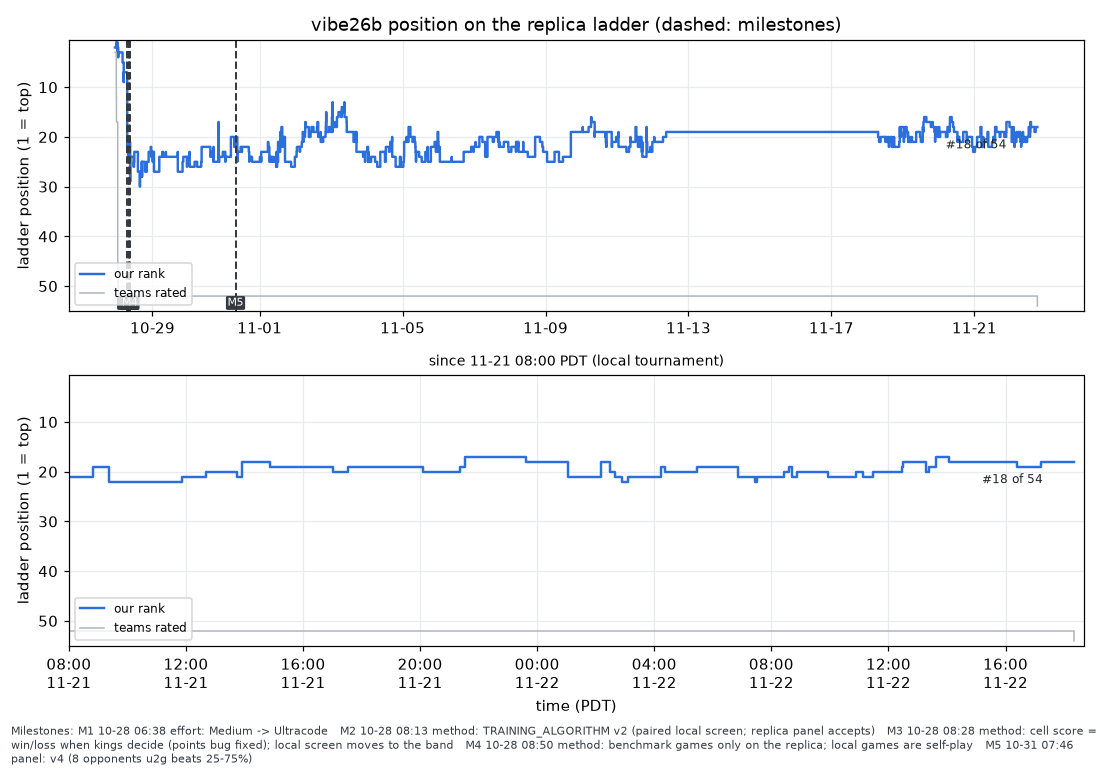 vibe26b position on the replica ladder (dashed: milestones)
ladder position (1 = top)
10
20
30
40
50
#18 of 54
our rank
teams rated
M5
10-29
11-01
11-05
11-09
11-13
11-17
11-21
since 11-21 08:00 PDT (local tournament)
ladder position (1 = top)
10
20
30
40
50
#18 of 54
our rank
teams rated
08:00
11-21
12:00
11-21
16:00
11-21
20:00
11-21
00:00
11-22
04:00
11-22
08:00
11-22
12:00
11-22
16:00
11-22
time (PDT)
Milestones: M1 10-28 06:38 effort: Medium -> Ultracode M2 10-28 08:13 method: TRAINING_ALGORITHM v2 (paired local screen; replica panel accepts) M3 10-28 08:28 method: cell score =
win/loss when kings decide (points bug fixed); local screen moves to the band M4 10-28 08:50 method: benchmark games only on the replica; local games are self-play M5 10-31 07:46
panel: v4 (8 opponents u2g beats 25-75%)